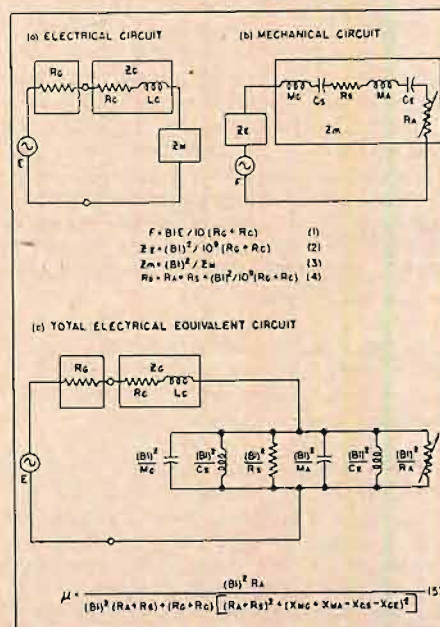 (a) ELECTRICAL CIRCUIT
RG
ZC
RC
LC
E
ZM
(b) MECHANICAL CIRCUIT
MC
CS
RS
MA
CE
RA
ZE
Zm
F
F = BlE / 10 (RG + RC) (1)
ZE = (Bl)² / 10⁹ (RG + RC) (2)
Zm = (Bl)² / ZM (3)
= RA + RS + (Bl)² / 10⁹ (RG + RC) (4)
(c) TOTAL ELECTRICAL EQUIVALENT CIRCUIT
RG
RC
LC
E
(Bl)² / MC
(Bl)²
(Bl)² / RS
(Bl)² / MA
(Bl)² / CE
(Bl)² / RA
μ = (Bl)² RA / (Bl)² (RA + RS) + (RG + RC) [(RA + RS)² + (XMC + XMA - XCS - XCE)²] (5)